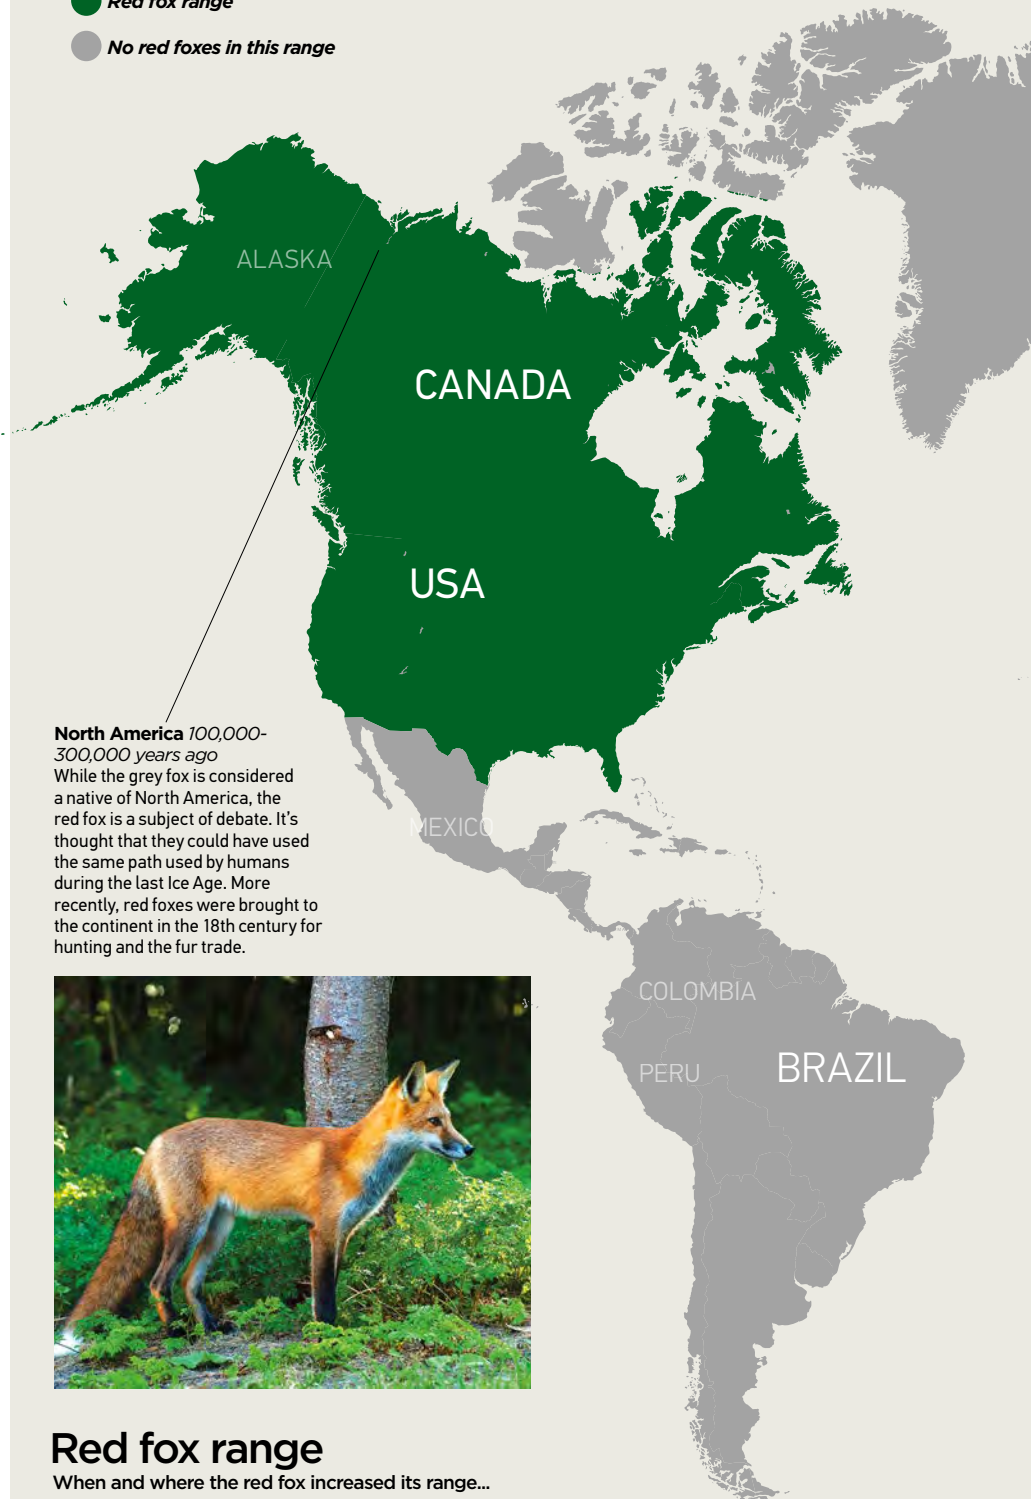 Red fox range
No red foxes in this range
ALASKA
CANADA
USA
North America 100,000-
300,000 years ago
While the grey fox is considered
a native of North America, the
red fox is a subject of debate. It's
thought that they could have used
the same path used by humans
during the last Ice Age. More
recently, red foxes were brought to
the continent in the 18th century for
hunting and the fur trade.
MEXICO
COLOMBIA
PERU
BRAZIL
Red fox range
When and where the red fox increased its range...